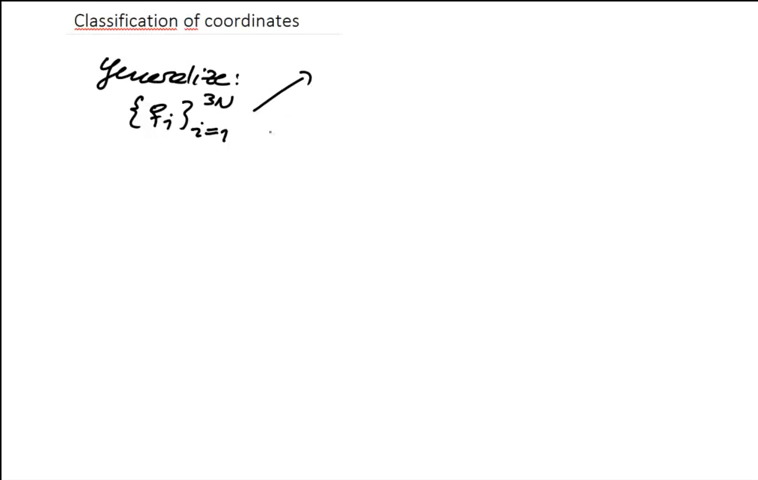 Classification of coordinates
Generalize:
{q_i}_{i=1}^{3N}